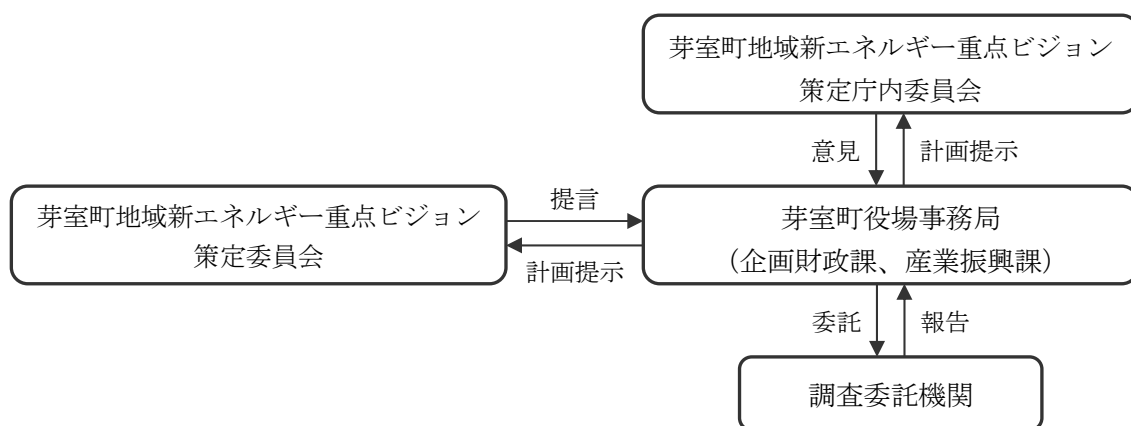 芽室町地域新エネルギー重点ビジョン
策定庁内委員会
意見
計画提示
芽室町地域新エネルギー重点ビジョン
策定委員会
提言
計画提示
芽室町役場事務局
（企画財政課、産業振興課）
委託
報告
調査委託機関